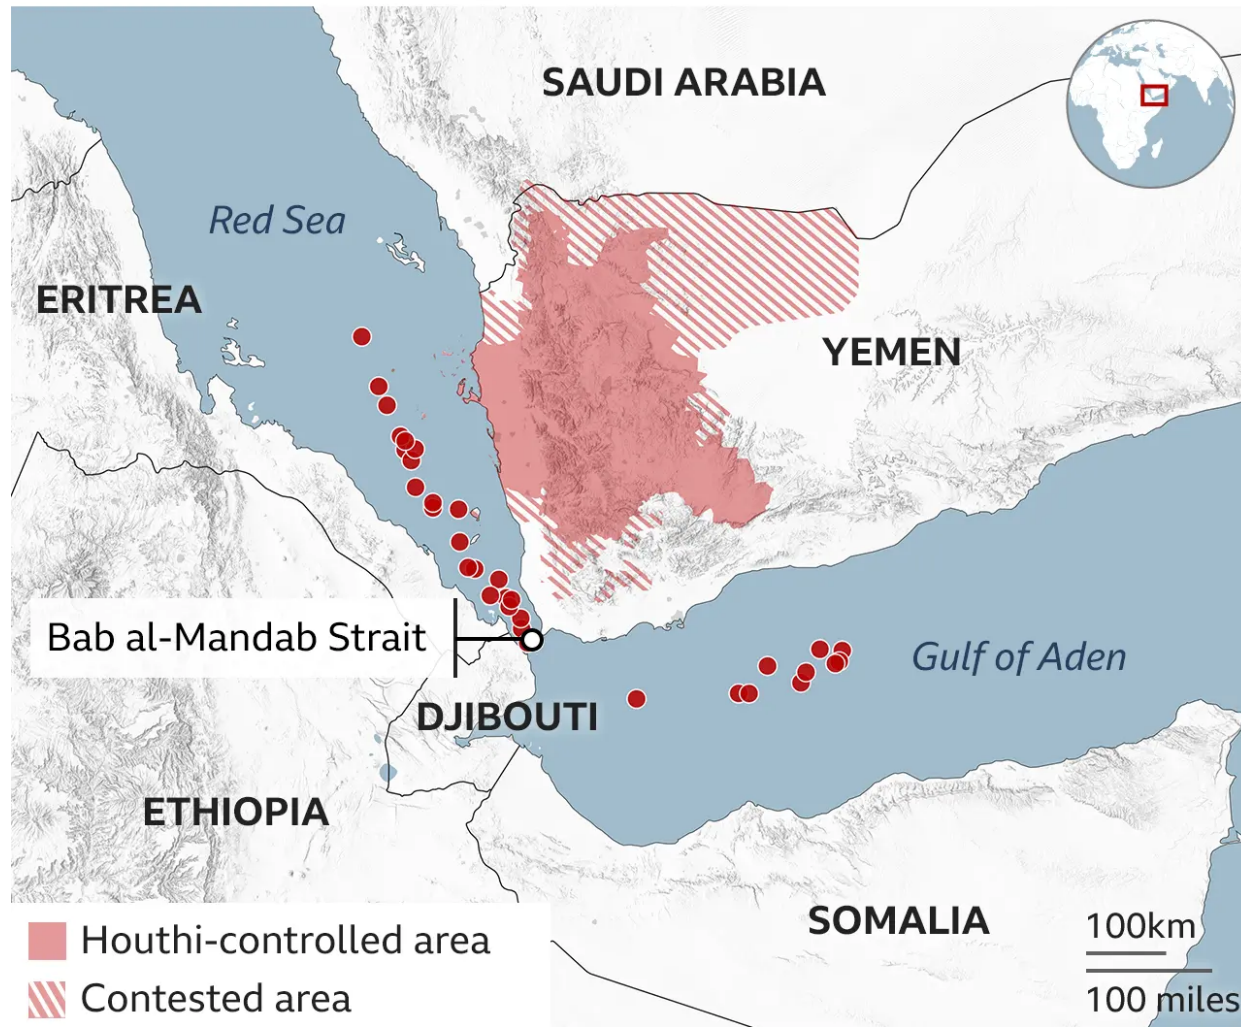 SAUDI ARABIA
Red Sea
ERITREA
YEMEN
Bab al-Mandab Strait
Gulf of Aden
DJIBOUTI
ETHIOPIA
SOMALIA
Houthi-controlled area
Contested area
100km
100 miles